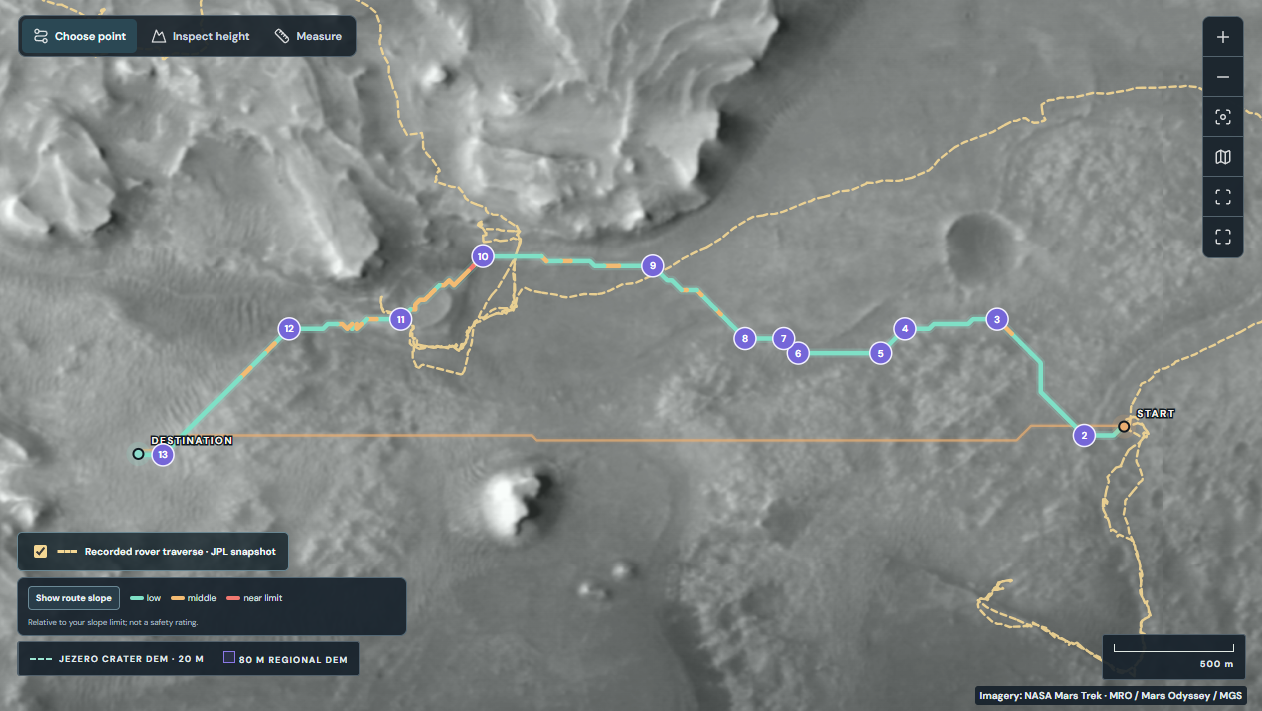 Choose point
Inspect height
Measure
10
9
12
11
3
4
8
7
6
5
START
2
DESTINATION
13
Recorded rover traverse · JPL snapshot
Show route slope
low
middle
near limit
Relative to your slope limit; not a safety rating.
JEZERO CRATER DEM · 20 M
80 M REGIONAL DEM
500 m
Imagery: NASA Mars Trek · MRO / Mars Odyssey / MGS